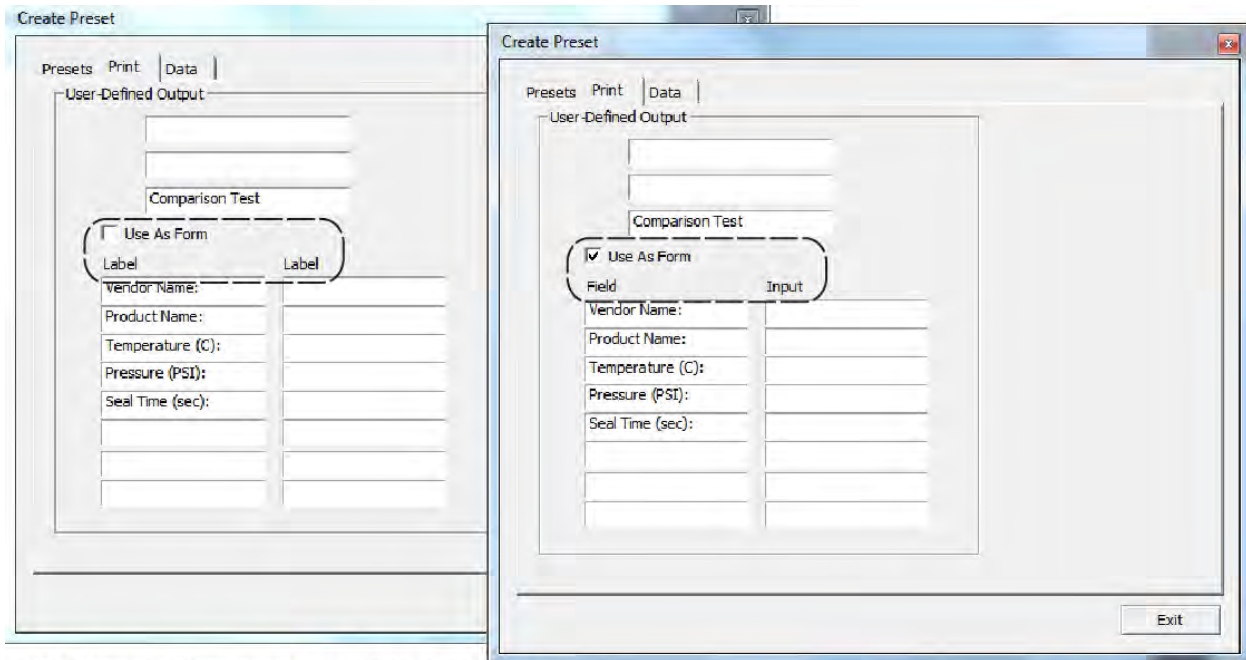 Create Preset
Presets Print Data
User-Defined Output
Comparison Test
Use As Form
Label Label
Vendor Name:
Product Name:
Temperature (C):
Pressure (PSI):
Seal Time (sec):
Create Preset
x
Presets Print Data
User-Defined Output
Comparison Test
Use As Form
Field Input
Vendor Name:
Product Name:
Temperature (C):
Pressure (PSI):
Seal Time (sec):
Exit